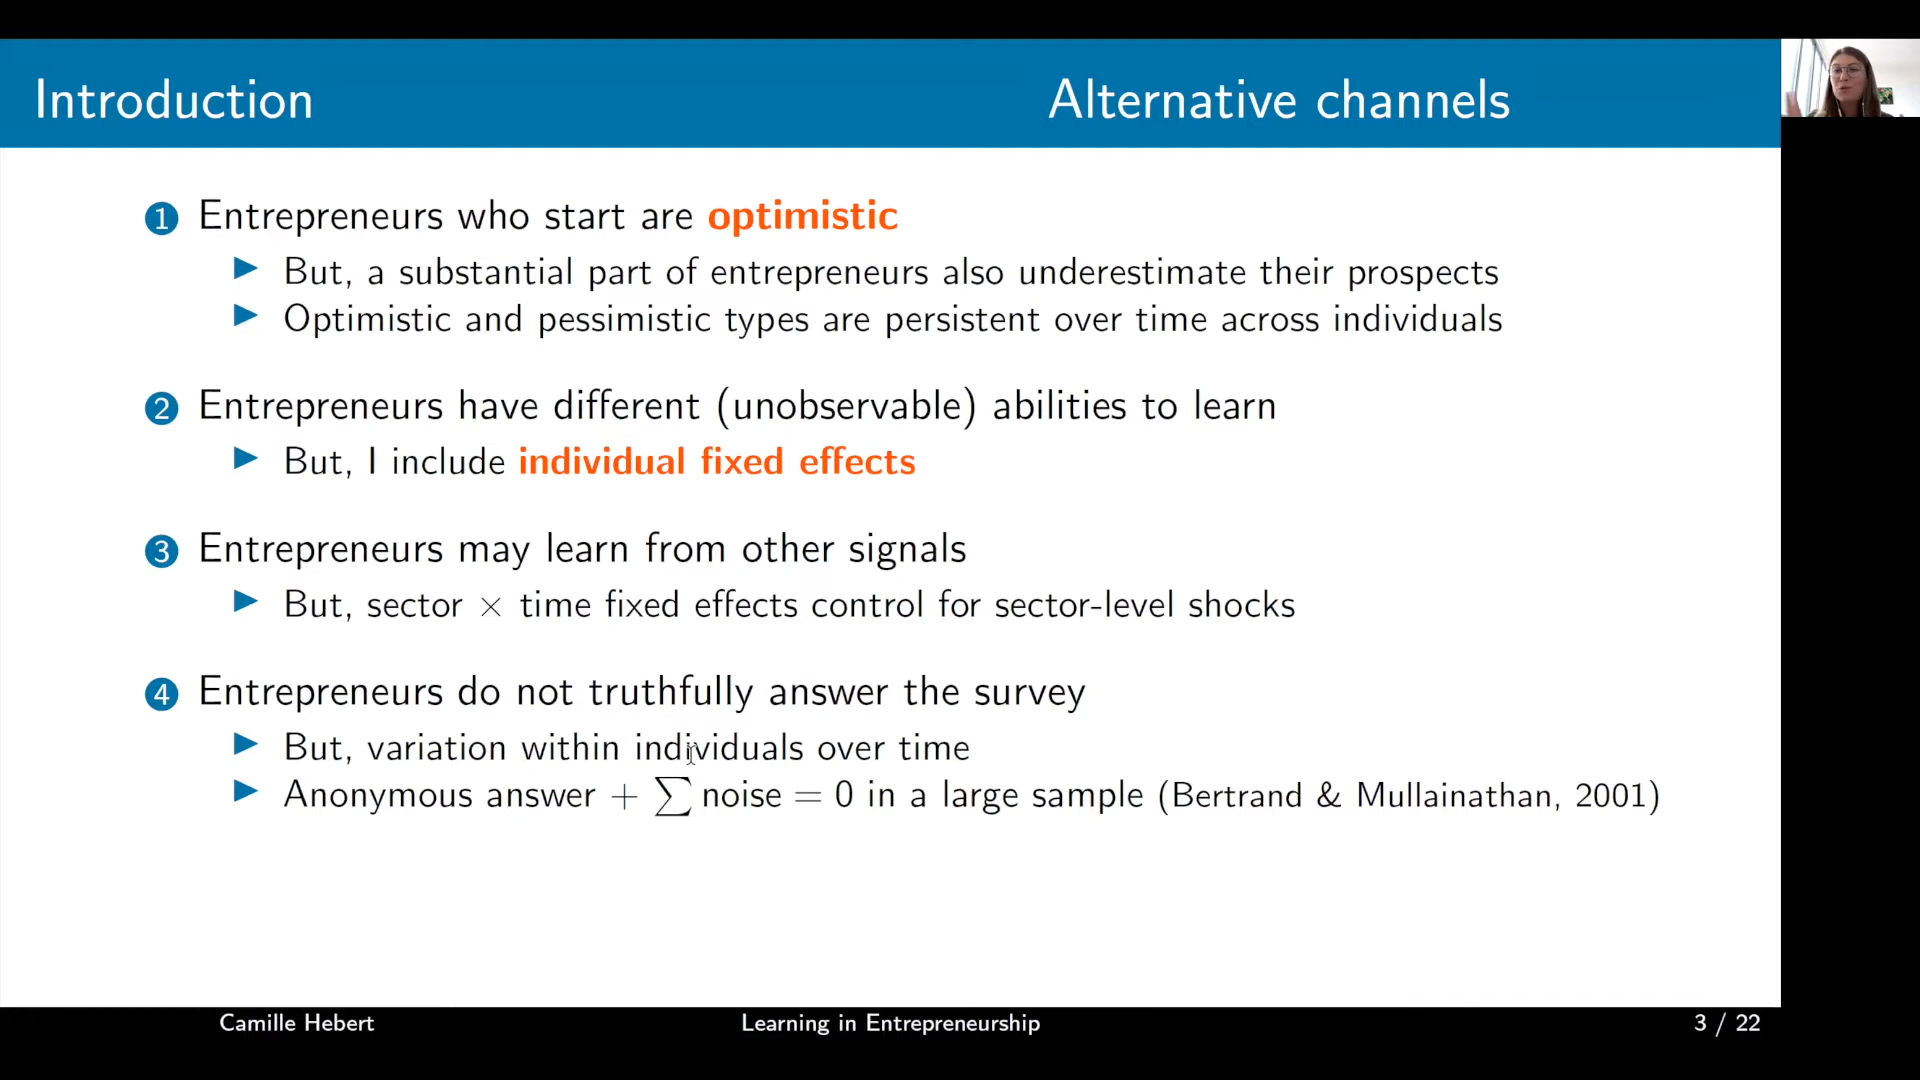 Introduction
Alternative channels
1 Entrepreneurs who start are optimistic
But, a substantial part of entrepreneurs also underestimate their prospects
Optimistic and pessimistic types are persistent over time across individuals
2 Entrepreneurs have different (unobservable) abilities to learn
But, I include individual fixed effects
3 Entrepreneurs may learn from other signals
But, sector × time fixed effects control for sector-level shocks
4 Entrepreneurs do not truthfully answer the survey
But, variation within individuals over time
Anonymous answer + ∑ noise = 0 in a large sample (Bertrand & Mullainathan, 2001)
Camille Hebert
Learning in Entrepreneurship
3 / 22